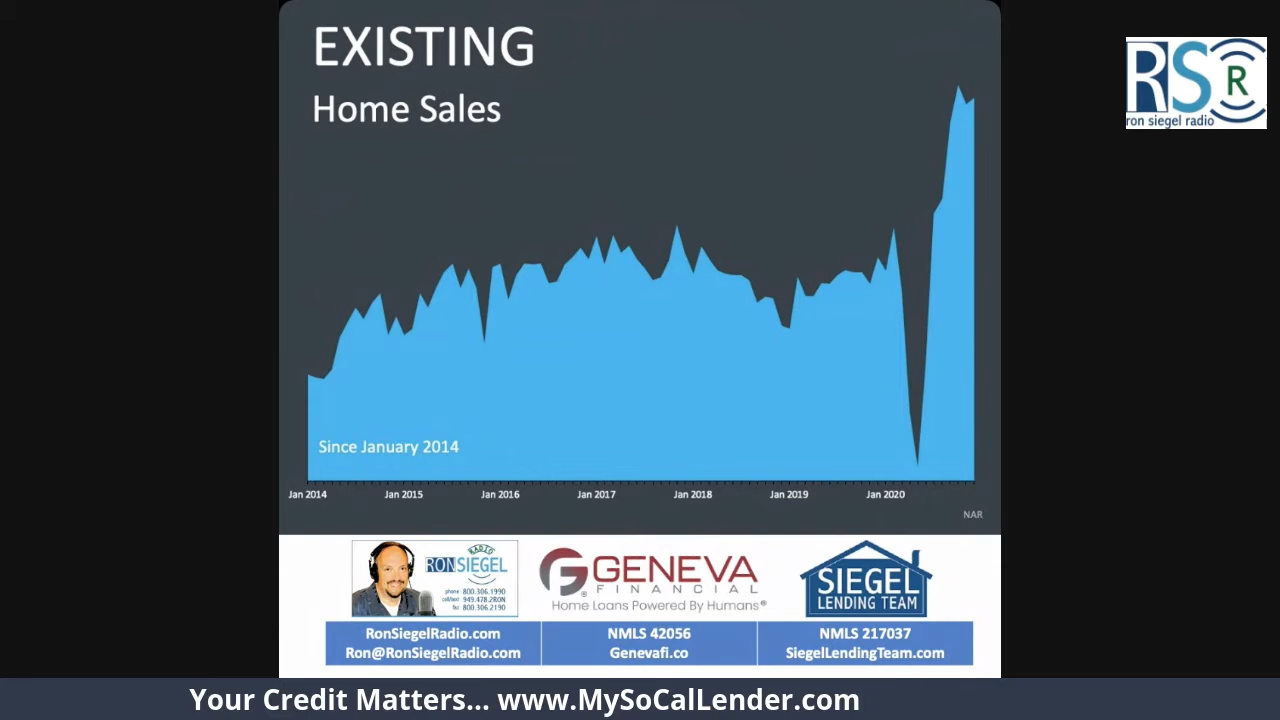 EXISTING
Home Sales
RS R
ron siegel radio
Since January 2014
Jan 2014 Jan 2015 Jan 2016 Jan 2017 Jan 2018 Jan 2019 Jan 2020
NAR
RADIO
RONSIEGEL
phone 800.306.1990
call/text 949.478.2RON
fax 800.306.2190
GENEVA
FINANCIAL
Home Loans Powered By Humans®
SIEGEL
LENDING TEAM
RonSiegelRadio.com
Ron@RonSiegelRadio.com
NMLS 42056
Genevafi.co
NMLS 217037
SiegelLendingTeam.com
Your Credit Matters... www.MySoCalLender.com